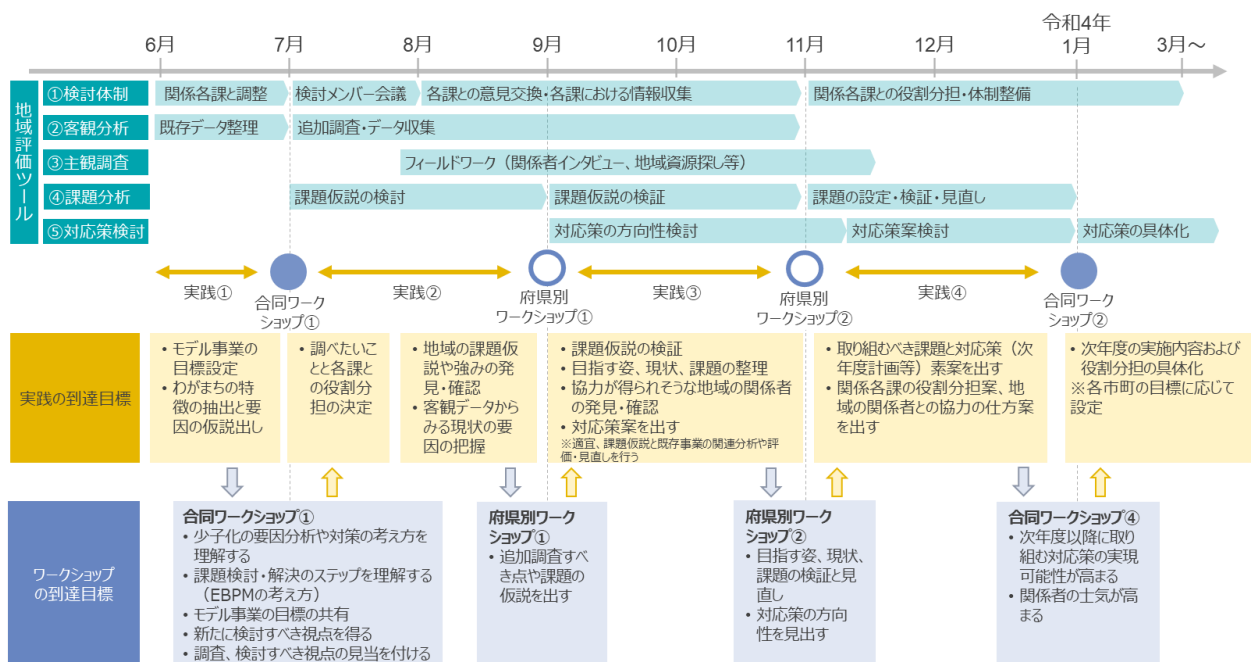 令和4年
6月 7月 8月 9月 10月 11月 12月 1月 3月～
地域評価ツール
①検討体制 関係各課と調整 検討メンバー会議 各課との意見交換・各課における情報収集 関係各課との役割分担・体制整備
②客観分析 既存データ整理 追加調査・データ収集
③主観調査 フィールドワーク（関係者インタビュー、地域資源探し等）
④課題分析 課題仮説の検討 課題仮説の検証 課題の設定・検証・見直し
⑤対応策検討 対応策の方向性検討 対応策案検討 対応策の具体化
実践① 実践② 実践③ 実践④
合同ワーク
ショップ①
府県別
ワークショップ①
府県別
ワークショップ②
合同ワーク
ショップ②
実践の到達目標
• モデル事業の
目標設定
• わがまちの特
徴の抽出と要
因の仮説出し
• 調べたいこ
とと各課と
の役割分
担の決定
• 地域の課題仮
説や強みの発
見・確認
• 客観データから
みる現状の要
因の把握
• 課題仮説の検証
• 目指す姿、現状、課題の整理
• 協力が得られそうな地域の関係者
の発見・確認
• 対応策案を出す
※適宜、課題仮説と既存事業の関連分析や評
価・見直しを行う
• 取り組むべき課題と対応策（次
年度計画等）素案を出す
• 関係各課の役割分担案、地
域の関係者との協力の仕方案
を出す
• 次年度の実施内容および
役割分担の具体化
※各市町の目標に応じて
設定
ワークショップ
の到達目標
合同ワークショップ①
• 少子化の要因分析や対策の考え方を
理解する
• 課題検討・解決のステップを理解する
（EBPMの考え方）
• モデル事業の目標の共有
• 新たに検討すべき視点を得る
• 調査、検討すべき視点の見当を付ける
府県別ワーク
ショップ①
• 追加調査すべ
き点や課題の
仮説を出す
府県別ワーク
ショップ②
• 目指す姿、現状、
課題の検証と見
直し
• 対応策の方向
性を見出す
合同ワークショップ④
• 次年度以降に取り
組む対応策の実現
可能性が高まる
• 関係者の士気が高
まる